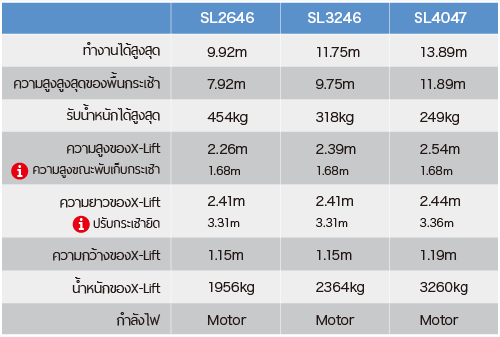 SL2646 SL3246 SL4047
ทำงานได้สูงสุด 9.92m 11.75m 13.89m
ความสูงสูงสุดของพื้นกระเช้า 7.92m 9.75m 11.89m
รับน้ำหนักได้สูงสุด 454kg 318kg 249kg
ความสูงของX-Lift 2.26m 2.39m 2.54m
i ความสูงขณะพับเก็บกระเช้า 1.68m 1.68m 1.68m
ความยาวของX-Lift 2.41m 2.41m 2.44m
i ปรับกระเช้ายืด 3.31m 3.31m 3.36m
ความกว้างของX-Lift 1.15m 1.15m 1.19m
น้ำหนักของX-Lift 1956kg 2364kg 3260kg
กำลังไฟ Motor Motor Motor